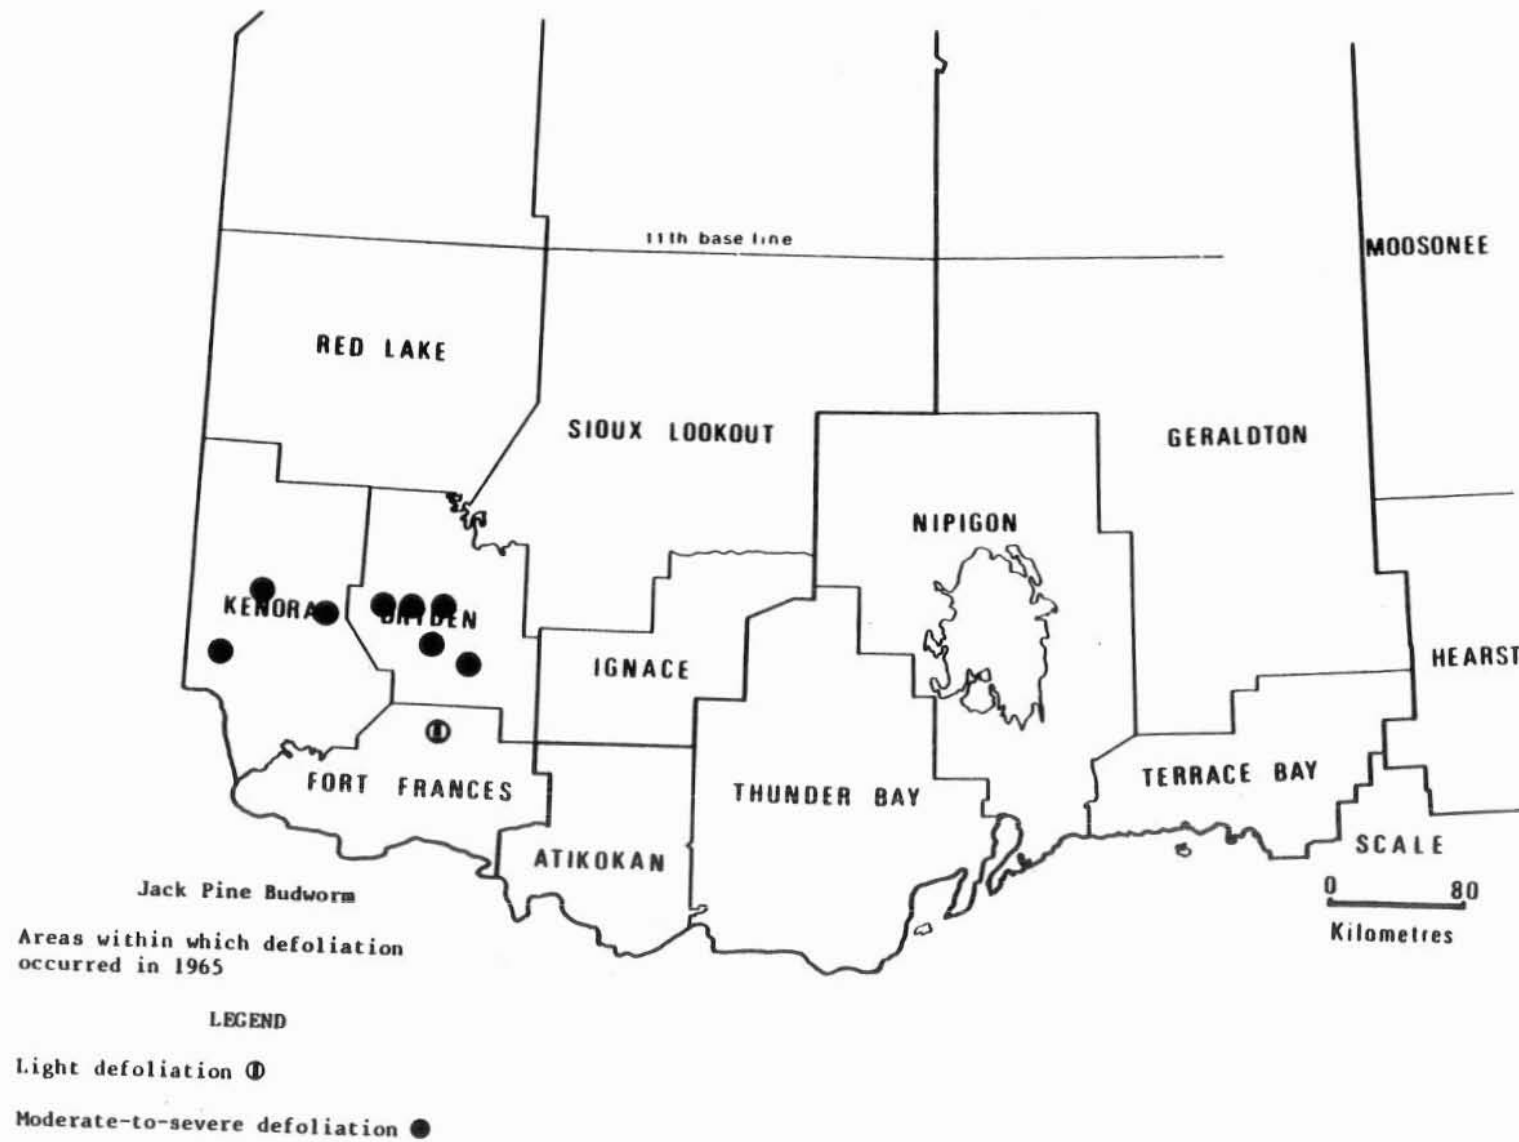 11th base line
MOOSONEE
RED LAKE
SIOUX LOOKOUT
GERALDTON
NIPIGON
KENORA
DRYDEN
IGNACE
HEARST
FORT FRANCES
THUNDER BAY
TERRACE BAY
ATIKOKAN
SCALE
0 80
Kilometres
Jack Pine Budworm
Areas within which defoliation
occurred in 1965
LEGEND
Light defoliation
Moderate-to-severe defoliation